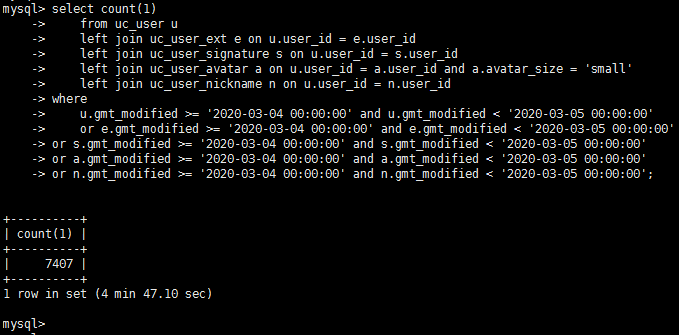 mysql> select count(1)
    ->     from uc_user u
    ->     left join uc_user_ext e on u.user_id = e.user_id
    ->     left join uc_user_signature s on u.user_id = s.user_id
    ->     left join uc_user_avatar a on u.user_id = a.user_id and a.avatar_size = 'small'
    ->     left join uc_user_nickname n on u.user_id = n.user_id
    -> where
    ->     u.gmt_modified >= '2020-03-04 00:00:00' and u.gmt_modified < '2020-03-05 00:00:00'
    ->     or e.gmt_modified >= '2020-03-04 00:00:00' and e.gmt_modified < '2020-03-05 00:00:00'
    -> or s.gmt_modified >= '2020-03-04 00:00:00' and s.gmt_modified < '2020-03-05 00:00:00'
    -> or a.gmt_modified >= '2020-03-04 00:00:00' and a.gmt_modified < '2020-03-05 00:00:00'
    -> or n.gmt_modified >= '2020-03-04 00:00:00' and n.gmt_modified < '2020-03-05 00:00:00';
+----------+
| count(1) |
+----------+
|     7407 |
+----------+
1 row in set (4 min 47.10 sec)
mysql>